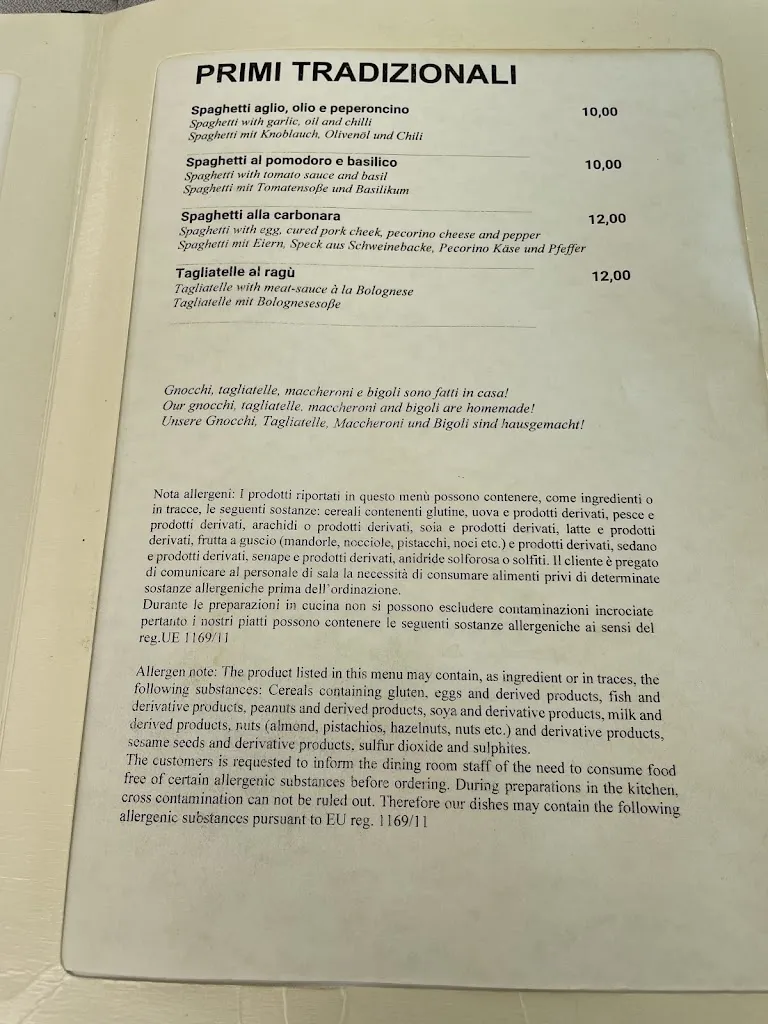 PRIMI TRADIZIONALI
Spaghetti aglio, olio e peperoncino 10,00
Spaghetti with garlic, oil and chilli
Spaghetti mit Knoblauch, Olivenöl und Chili
Spaghetti al pomodoro e basilico 10,00
Spaghetti with tomato sauce and basil
Spaghetti mit Tomatensoße und Basilikum
Spaghetti alla carbonara 12,00
Spaghetti with egg, cured pork cheek, pecorino cheese and pepper
Spaghetti mit Eiern, Speck aus Schweinebacke, Pecorino Käse und Pfeffer
Tagliatelle al ragù 12,00
Tagliatelle with meat-sauce à la Bolognese
Tagliatelle mit Bolognesesoße
Gnocchi, tagliatelle, maccheroni e bigoli sono fatti in casa!
Our gnocchi, tagliatelle, maccheroni and bigoli are homemade!
Unsere Gnocchi, Tagliatelle, Maccheroni und Bigoli sind hausgemacht!
Nota allergeni: I prodotti riportati in questo menù possono contenere, come ingredienti o
in tracce, le seguenti sostanze: cereali contenenti glutine, uova e prodotti derivati, pesce e
prodotti derivati, arachidi o prodotti derivati, soia e prodotti derivati, latte e prodotti
derivati, frutta a guscio (mandorle, nocciole, pistacchi, noci etc.) e prodotti derivati, sedano
e prodotti derivati, senape e prodotti derivati, anidride solforosa o solfiti. Il cliente è pregato
di comunicare al personale di sala la necessità di consumare alimenti privi di determinate
sostanze allergeniche prima dell'ordinazione.
Durante le preparazioni in cucina non si possono escludere contaminazioni incrociate
pertanto i nostri piatti possono contenere le seguenti sostanze allergeniche ai sensi del
reg.UE 1169/11
Allergen note: The product listed in this menu may contain, as ingredient or in traces, the
following substances: Cereals containing gluten, eggs and derived products, fish and
derivative products, peanuts and derived products, soya and derivative products, milk and
derived products, nuts (almond, pistachios, hazelnuts, nuts etc.) and derivative products,
sesame seeds and derivative products, sulfur dioxide and sulphites.
The customers is requested to inform the dining room staff of the need to consume food
free of certain allergenic substances before ordering. During preparations in the kitchen,
cross contamination can not be ruled out. Therefore our dishes may contain the following
allergenic substances pursuant to EU reg. 1169/11